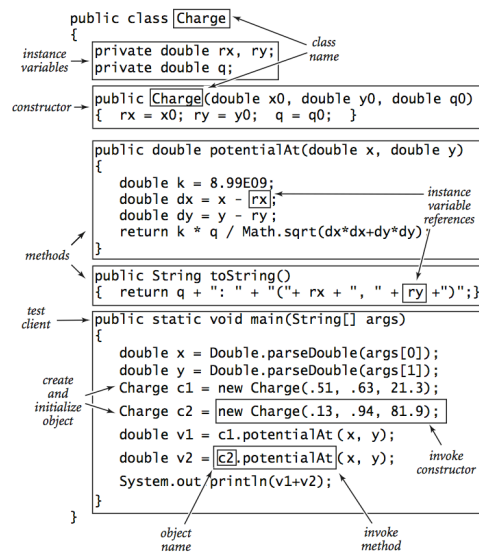 public class Charge
{
class
name
instance
variables
private double rx, ry;
private double q;
constructor
public Charge(double x0, double y0, double q0)
{  rx = x0; ry = y0;  q = q0;  }
public double potentialAt(double x, double y)
{
double k = 8.99E09;
double dx = x - rx;
double dy = y - ry;
return k * q / Math.sqrt(dx*dx+dy*dy)
}
instance
variable
references
methods
public String toString()
{  return q + ": " + "("+ rx + ", " + ry +")";}
test
client
public static void main(String[] args)
{
double x = Double.parseDouble(args[0]);
double y = Double.parseDouble(args[1]);
Charge c1 = new Charge(.51, .63, 21.3);
Charge c2 = new Charge(.13, .94, 81.9);
double v1 = c1.potentialAt(x, y);
double v2 = c2.potentialAt(x, y);
System.out println(v1+v2);
}
}
create
and
initialize
object
invoke
constructor
object
name
invoke
method